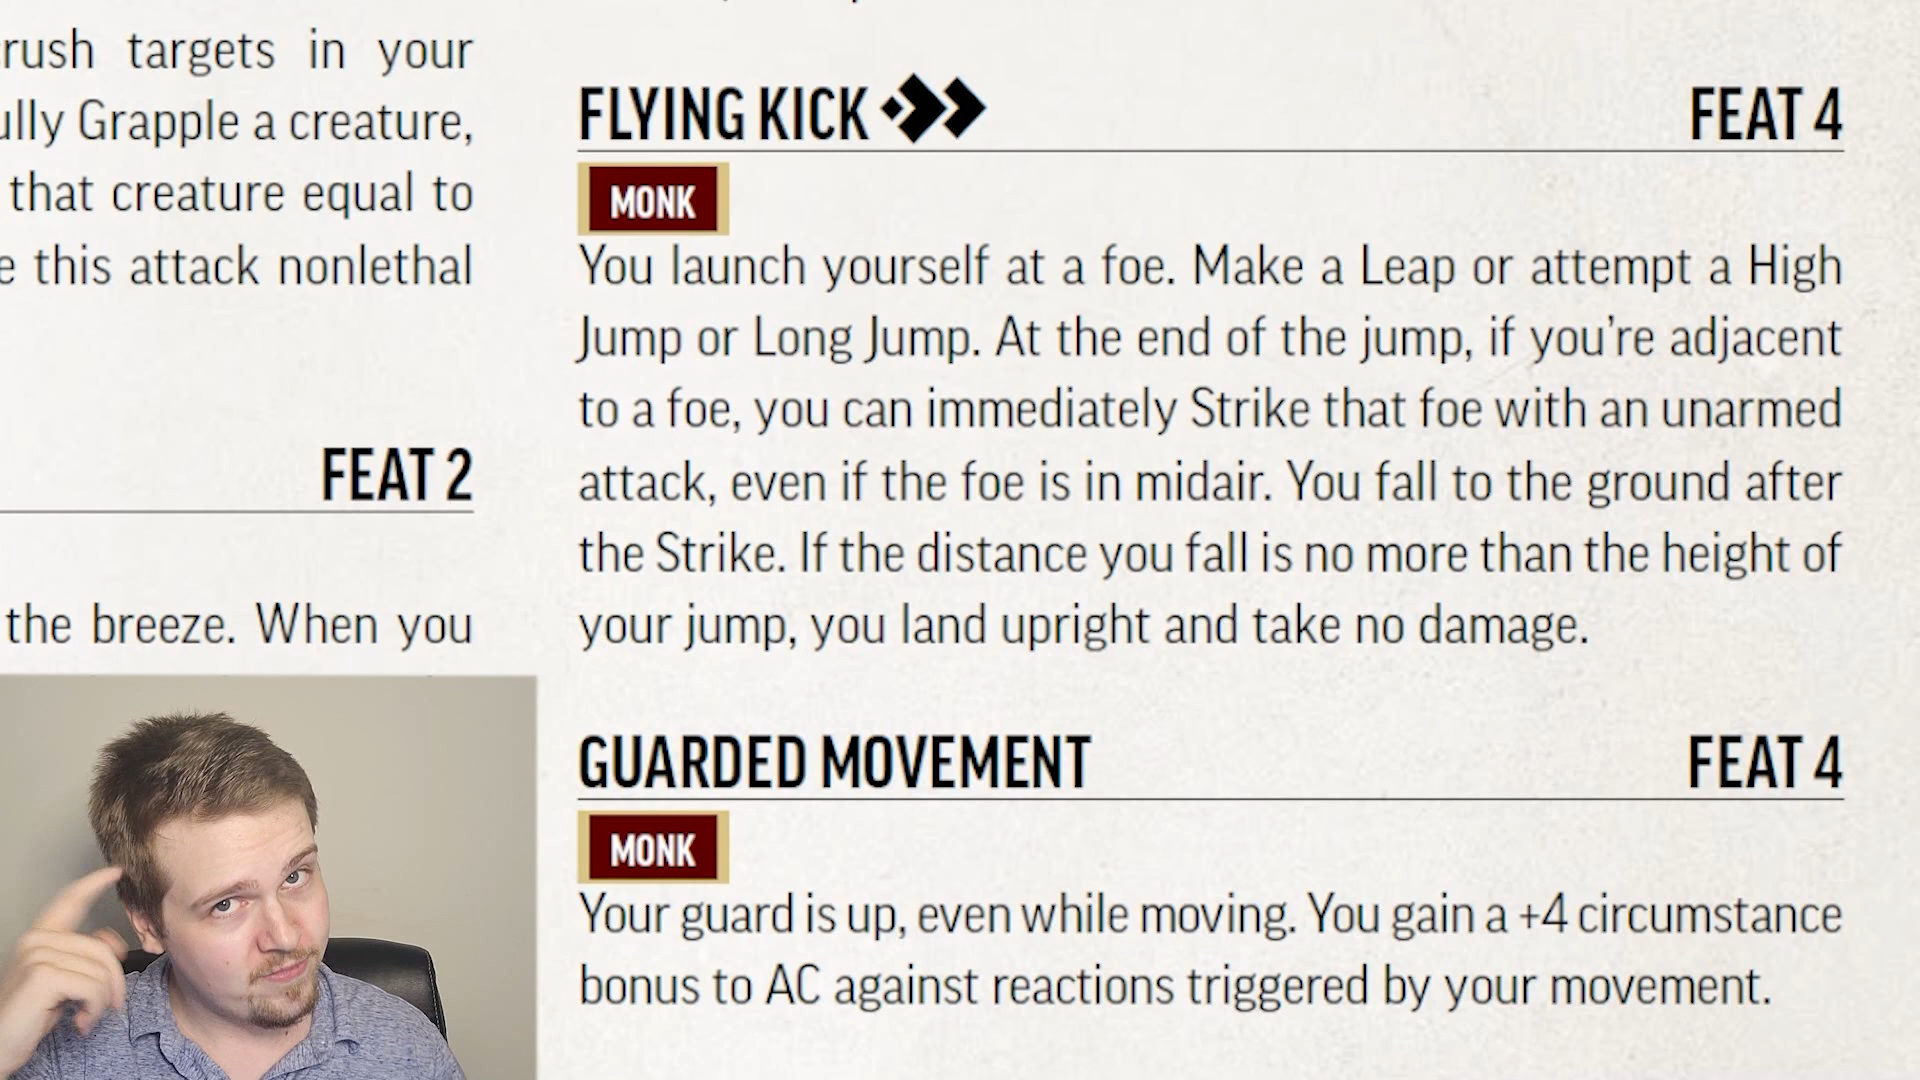 rush targets in your
Grapple a creature,
that creature equal to
this attack nonlethal
FEAT 2
the breeze. When you
FLYING KICK FEAT 4
MONK
You launch yourself at a foe. Make a Leap or attempt a High
Jump or Long Jump. At the end of the jump, if you're adjacent
to a foe, you can immediately Strike that foe with an unarmed
attack, even if the foe is in midair. You fall to the ground after
the Strike. If the distance you fall is no more than the height of
your jump, you land upright and take no damage.
GUARDED MOVEMENT FEAT 4
MONK
Your guard is up, even while moving. You gain a +4 circumstance
bonus to AC against reactions triggered by your movement.